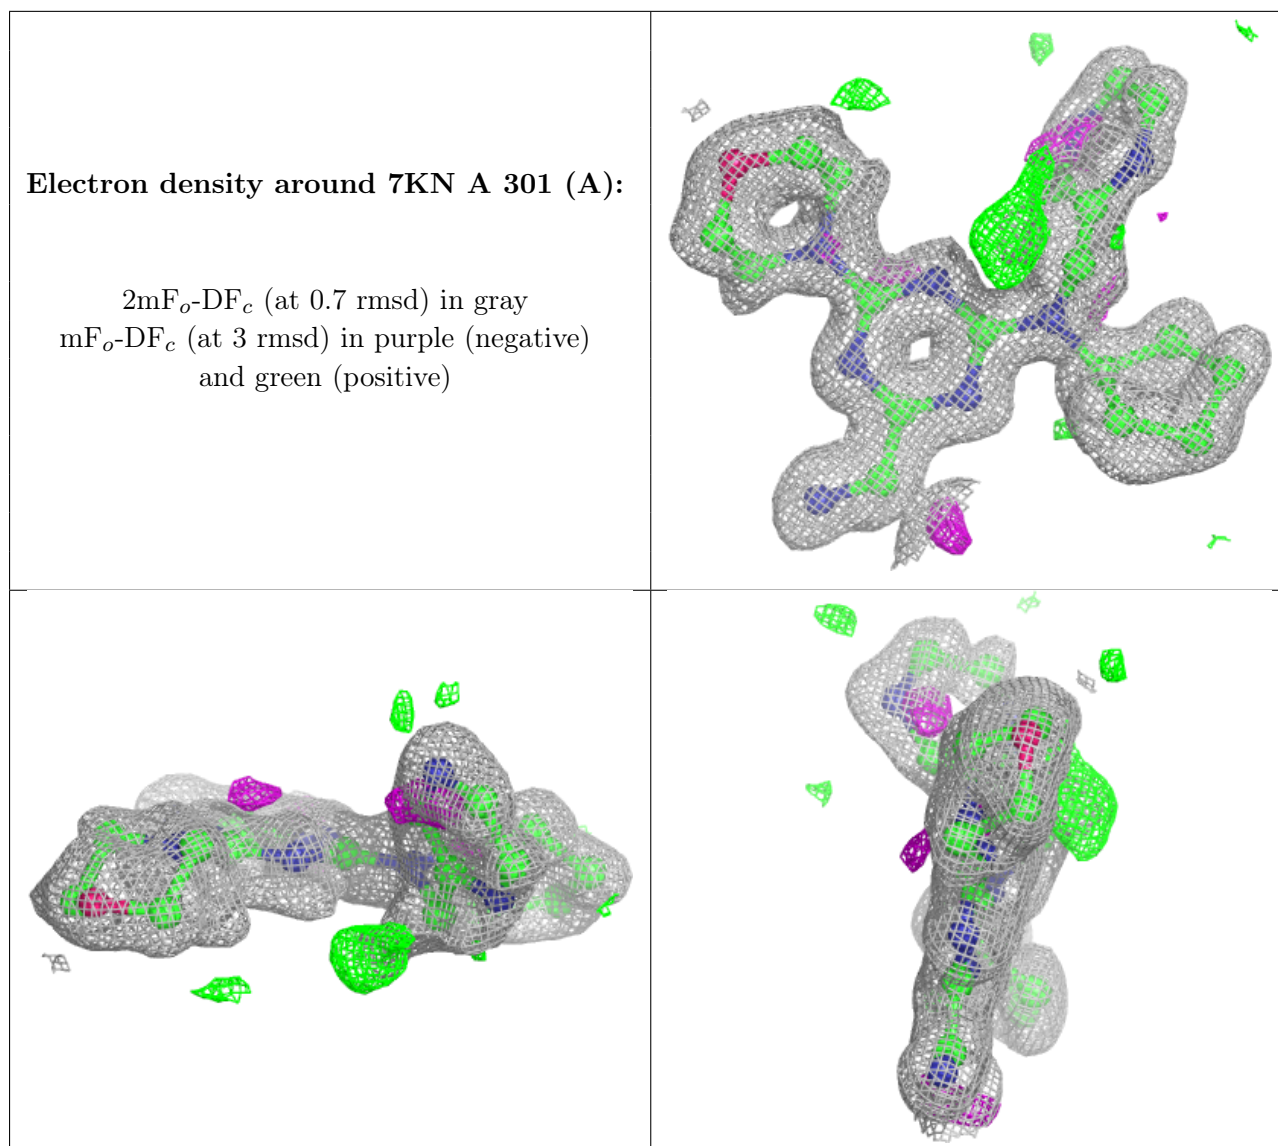 Electron density around 7KN A 301 (A):
2mFo-DFc (at 0.7 rmsd) in gray
mFo-DFc (at 3 rmsd) in purple (negative)
and green (positive)